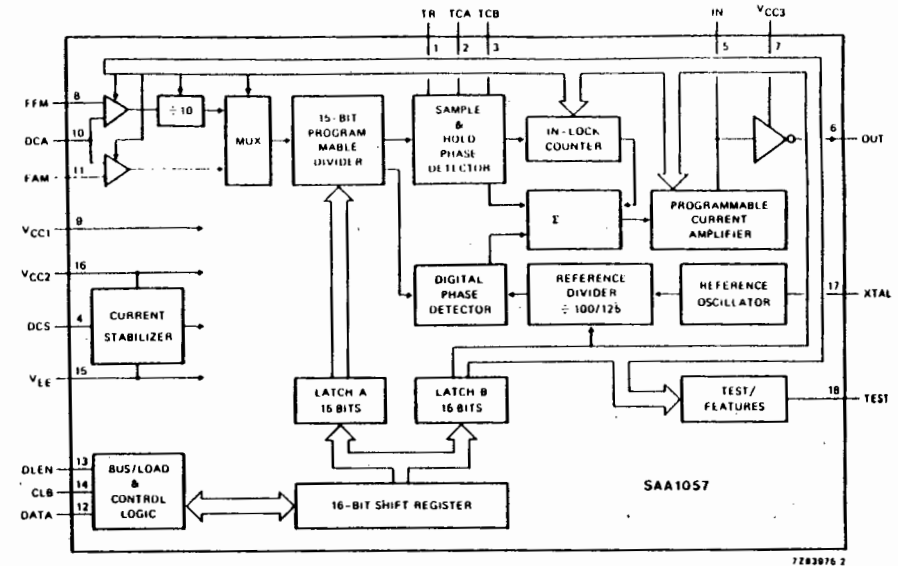 TR TCA TCB IN VCC3
1 2 3 5 7
FFM 8
÷10
MUX
15-BIT
PROGRAM
MABLE
DIVIDER
SAMPLE
&
HOLD
PHASE
DETECTOR
IN-LOCK
COUNTER
6 OUT
DCA 10
FAM 11
Σ
PROGRAMMABLE
CURRENT
AMPLIFIER
VCC1 9
VCC2 16
DCS 4
CURRENT
STABILIZER
VEE 15
DIGITAL
PHASE
DETECTOR
REFERENCE
DIVIDER
÷ 100/125
REFERENCE
OSCILLATOR
17 XTAL
LATCH A
16 BITS
LATCH B
16 BITS
TEST/
FEATURES
18 TEST
DLEN 13
CLB 14
DATA 12
BUS/LOAD
&
CONTROL
LOGIC
16-BIT SHIFT REGISTER
SAA1057
7Z83976 2